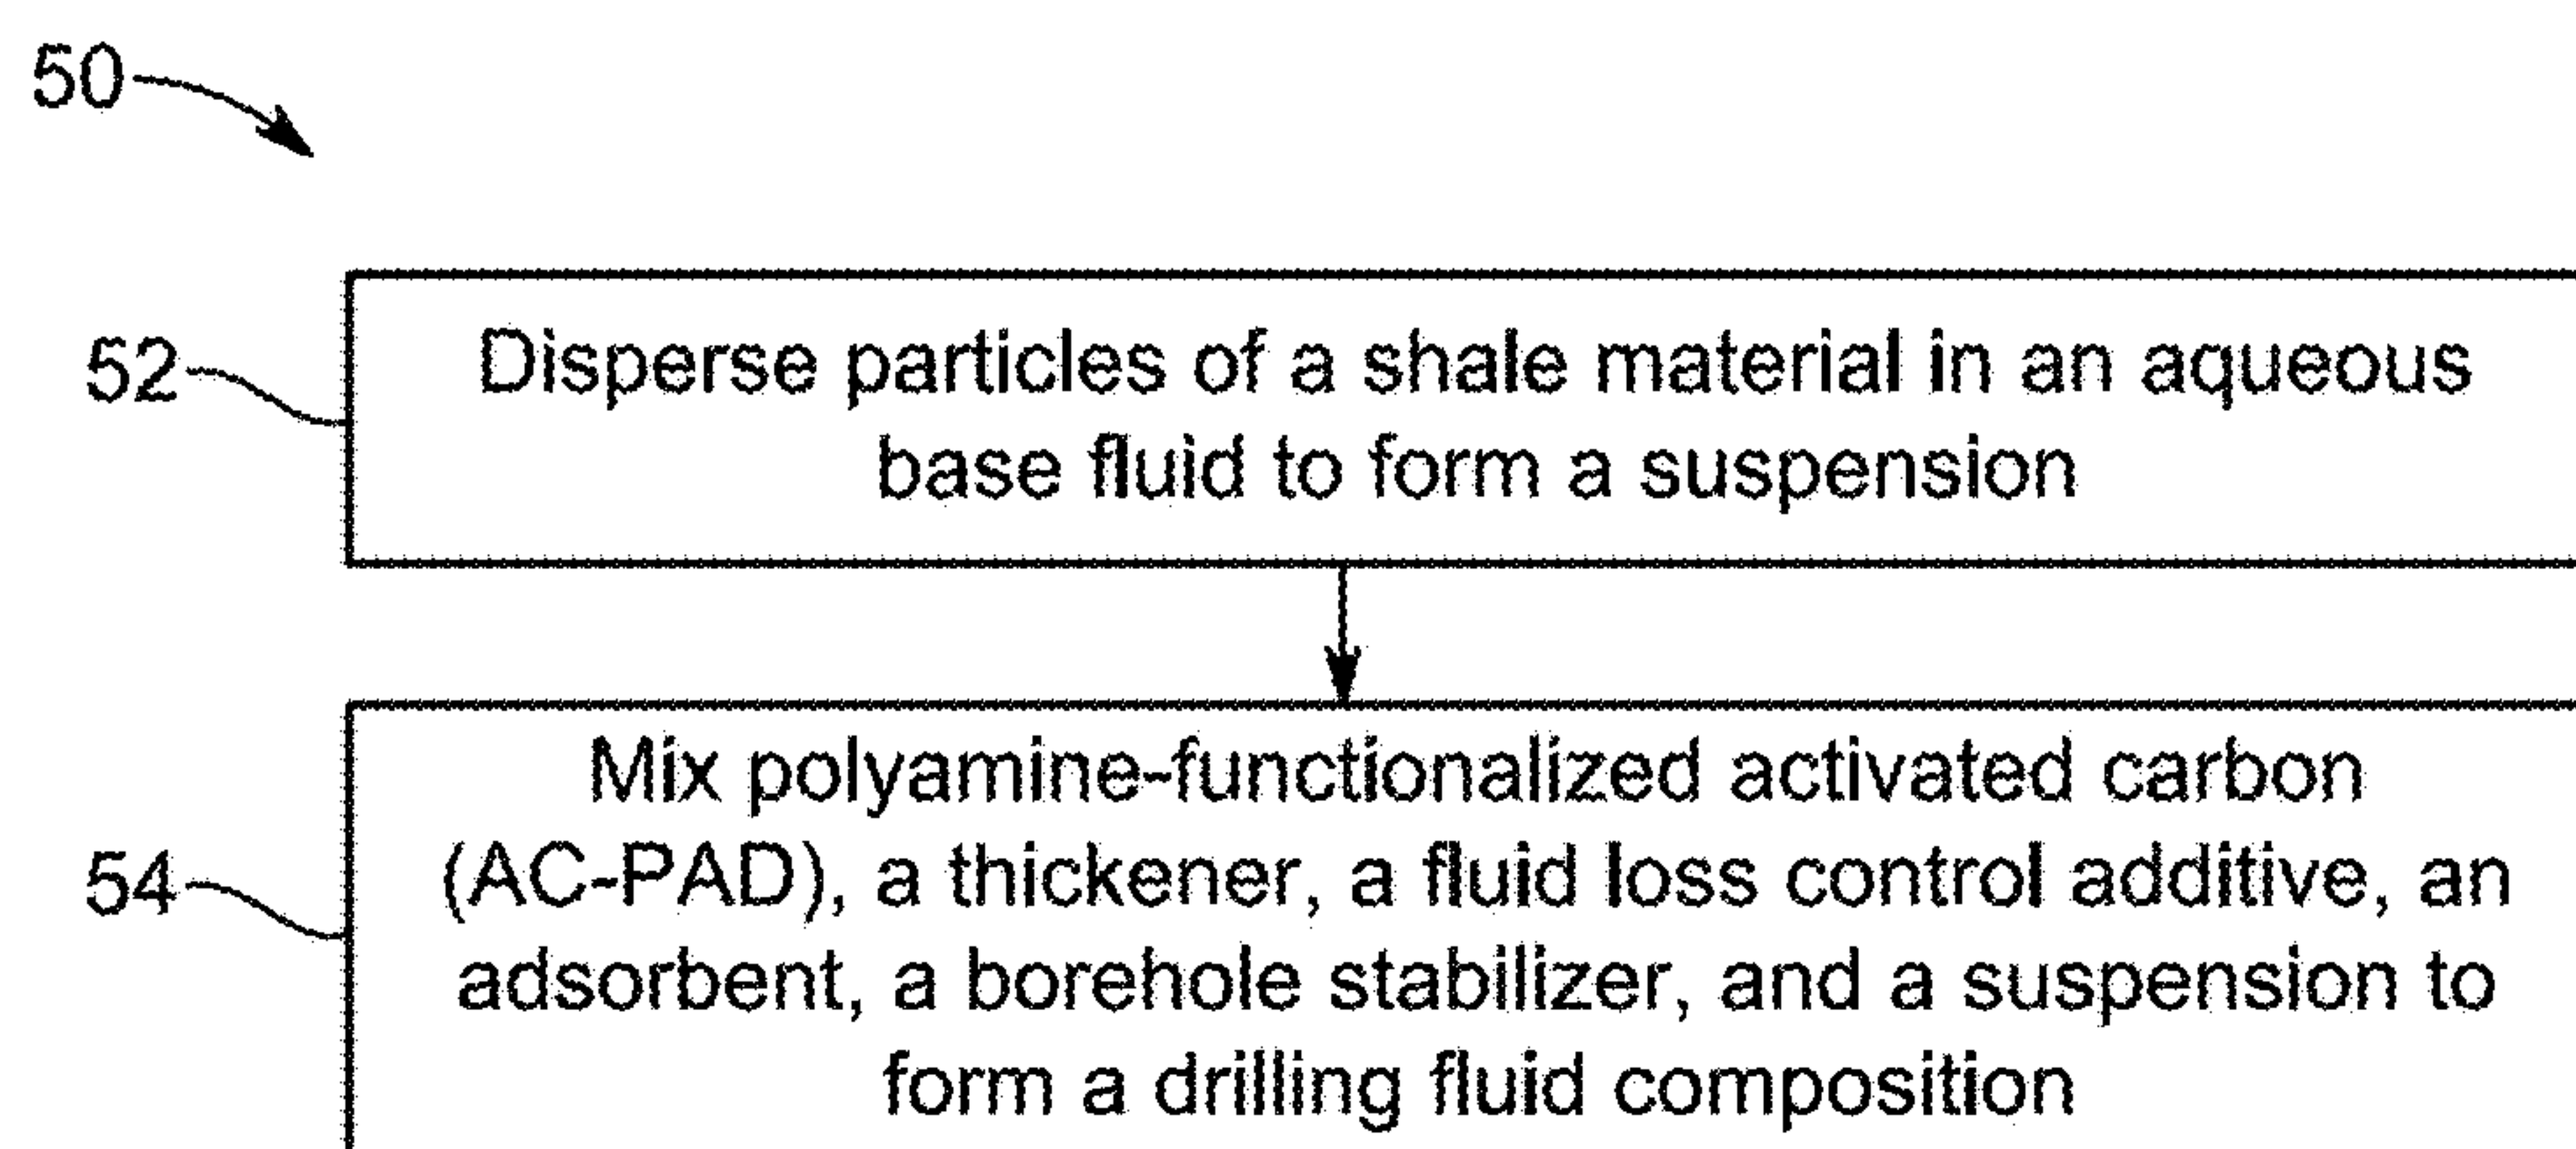 50
52
Disperse particles of a shale material in an aqueous
base fluid to form a suspension
54
Mix polyamine-functionalized activated carbon
(AC-PAD), a thickener, a fluid loss control additive, an
adsorbent, a borehole stabilizer, and a suspension to
form a drilling fluid composition